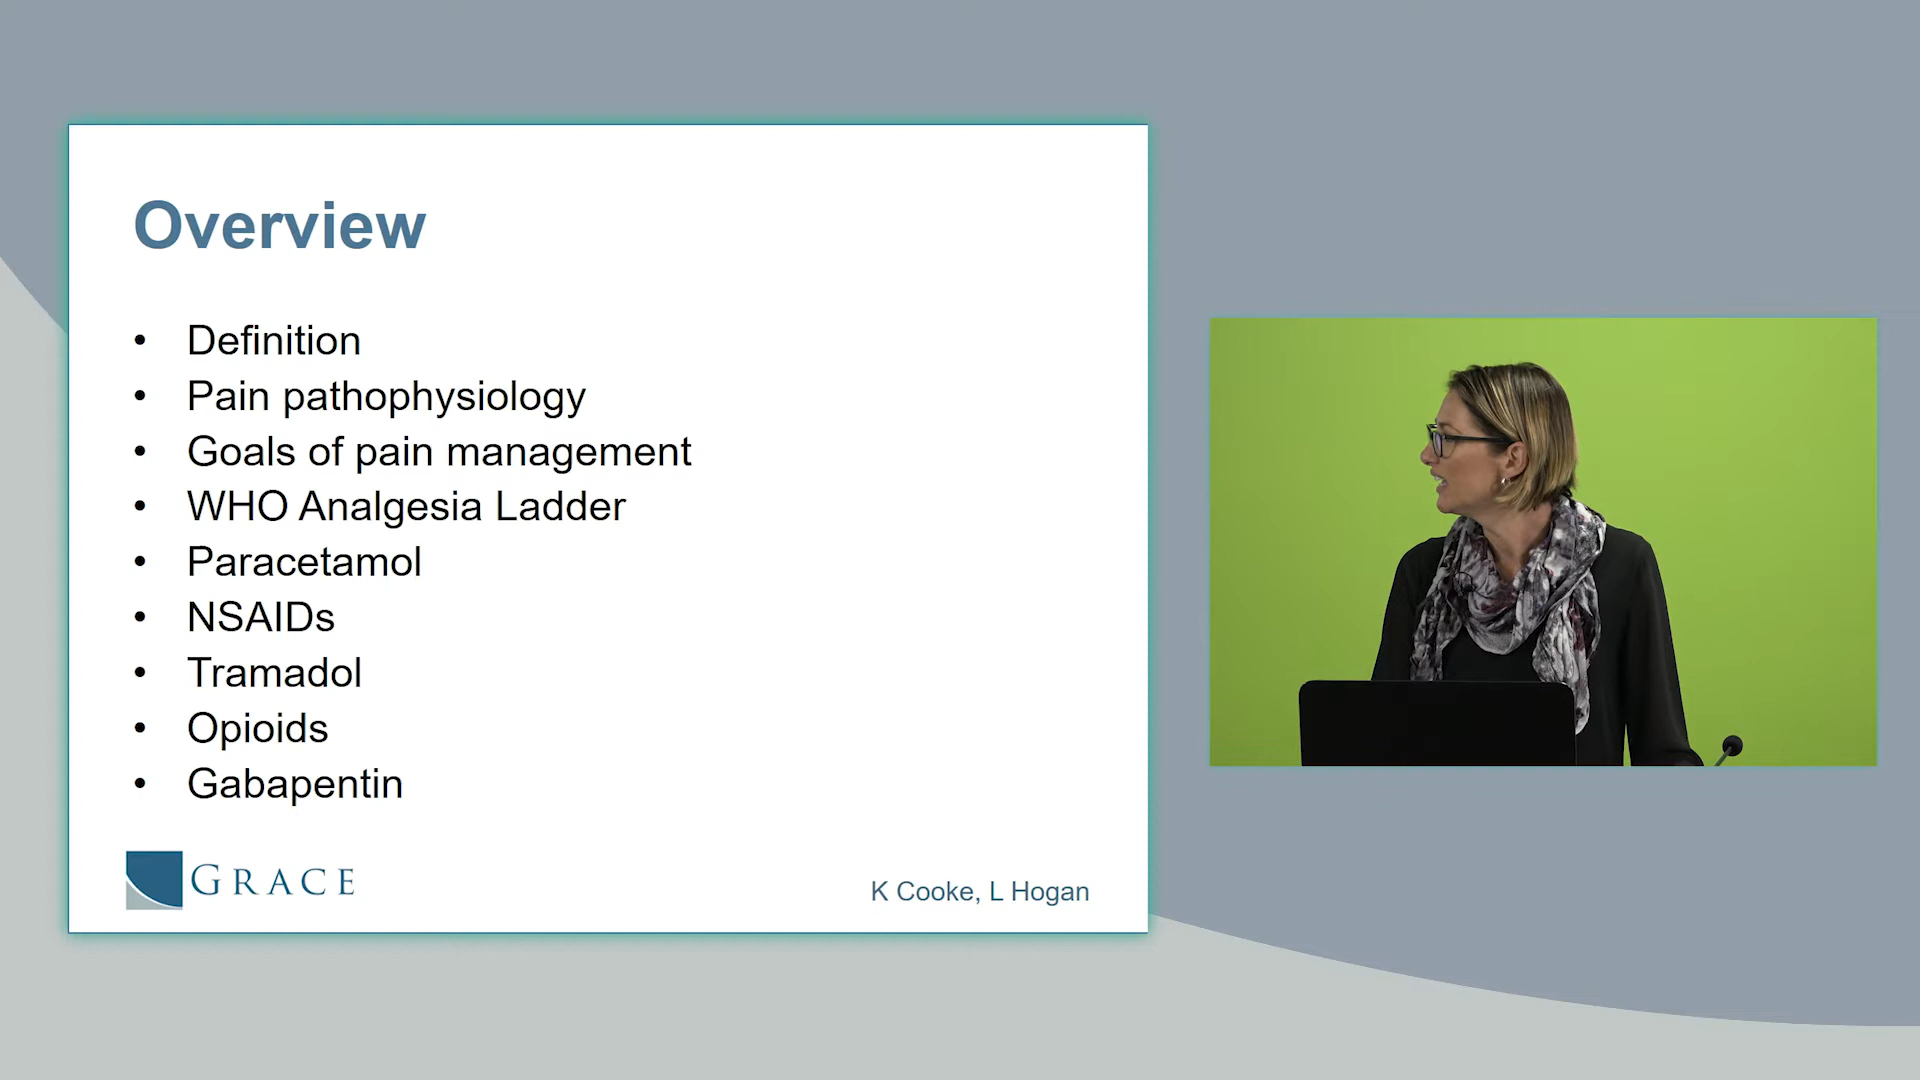 Overview
• Definition
• Pain pathophysiology
• Goals of pain management
• WHO Analgesia Ladder
• Paracetamol
• NSAIDs
• Tramadol
• Opioids
• Gabapentin
GRACE
K Cooke, L Hogan